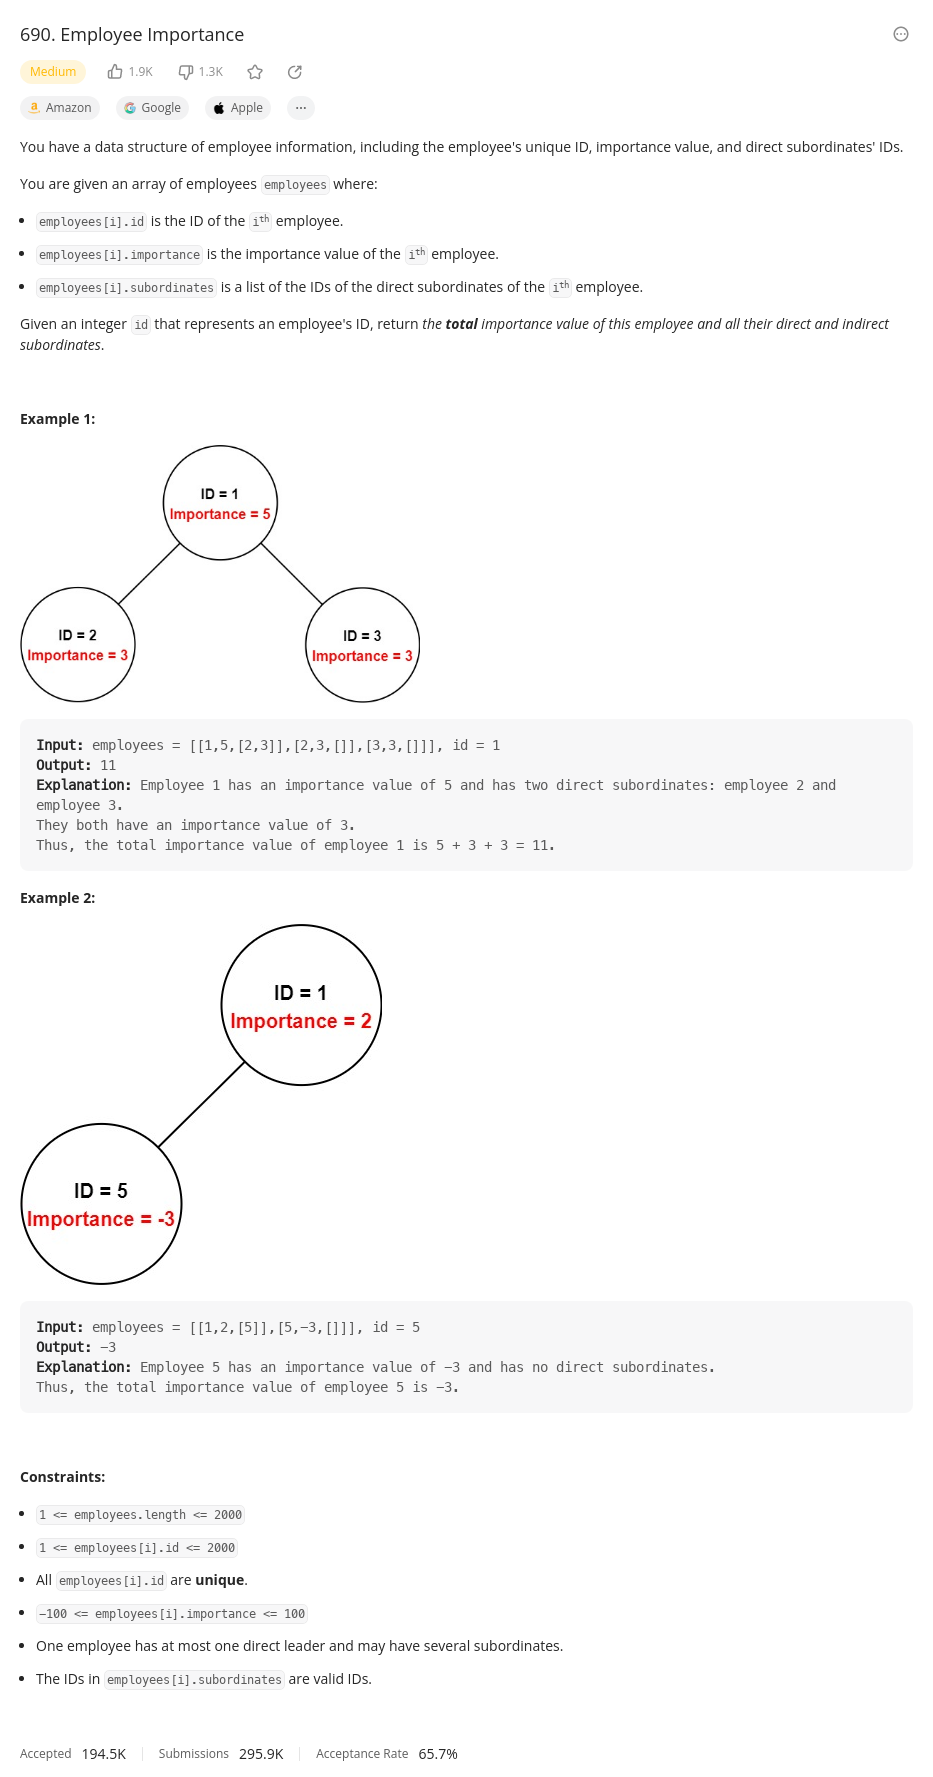 690. Employee Importance
Medium 1.9K 1.3K
Amazon Google Apple ...
You have a data structure of employee information, including the employee's unique ID, importance value, and direct subordinates' IDs.
You are given an array of employees employees where:
employees[i].id is the ID of the ith employee.
employees[i].importance is the importance value of the ith employee.
employees[i].subordinates is a list of the IDs of the direct subordinates of the ith employee.
Given an integer id that represents an employee's ID, return the total importance value of this employee and all their direct and indirect
subordinates.
Example 1:
ID = 1
Importance = 5
ID = 2
Importance = 3
ID = 3
Importance = 3
Input: employees = [[1,5,[2,3]],[2,3,[]],[3,3,[]]], id = 1
Output: 11
Explanation: Employee 1 has an importance value of 5 and has two direct subordinates: employee 2 and
employee 3.
They both have an importance value of 3.
Thus, the total importance value of employee 1 is 5 + 3 + 3 = 11.
Example 2:
ID = 1
Importance = 2
ID = 5
Importance = -3
Input: employees = [[1,2,[5]],[5,-3,[]]], id = 5
Output: -3
Explanation: Employee 5 has an importance value of -3 and has no direct subordinates.
Thus, the total importance value of employee 5 is -3.
Constraints:
1 <= employees.length <= 2000
1 <= employees[i].id <= 2000
All employees[i].id are unique.
-100 <= employees[i].importance <= 100
One employee has at most one direct leader and may have several subordinates.
The IDs in employees[i].subordinates are valid IDs.
Accepted 194.5K Submissions 295.9K Acceptance Rate 65.7%